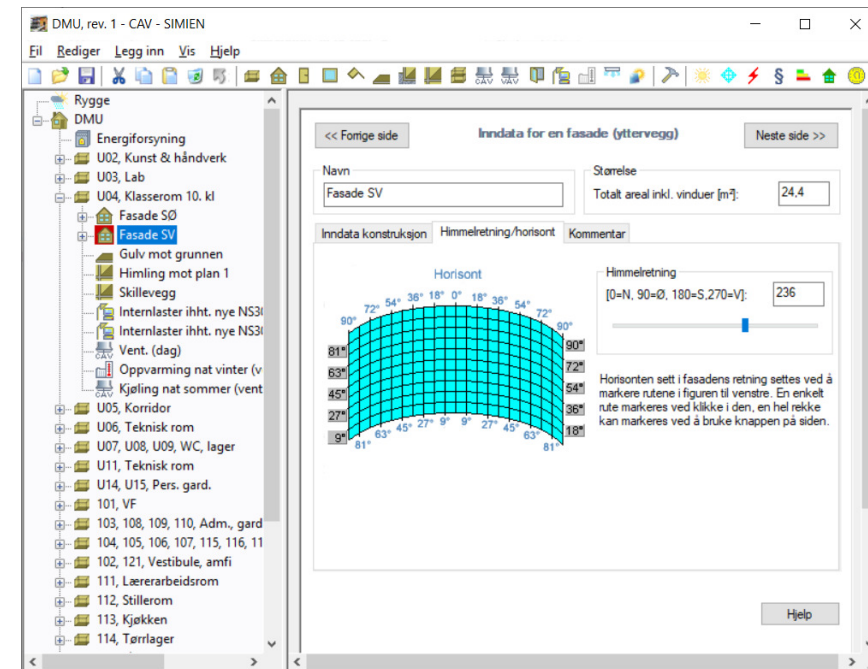 DMU, rev. 1 - CAV - SIMIEN
Fil Rediger Legg inn Vis Hjelp
Rygge
DMU
Energiforsyning
U02, Kunst & håndverk
U03, Lab
U04, Klasserom 10. kl
Fasade SØ
Fasade SV
Gulv mot grunnen
Himling mot plan 1
Skillevegg
Internlaster ihht. nye NS3
Internlaster ihht. nye NS3
Vent. (dag)
Oppvarming nat vinter (v
Kjøling nat sommer (vent
U05, Korridor
U06, Teknisk rom
U07, U08, U09, WC, lager
U11, Teknisk rom
U14, U15, Pers. gard.
101, VF
103, 108, 109, 110, Adm., gard
104, 105, 106, 107, 115, 116, 11
102, 121, Vestibule, amfi
111, Lærerarbeidsrom
112, Stillerom
113, Kjøkken
114, Tørrlager
<< Forrige side
Inndata for en fasade (yttervegg)
Neste side >>
Navn
Fasade SV
Størrelse
Totalt areal inkl. vinduer [m²]:
24,4
Inndata konstruksjon
Himmelretning/horisont
Kommentar
Horisont
90° 72° 54° 36° 18° 0° 18° 36° 54° 72° 90°
81°
63°
45°
27°
9°
90°
72°
54°
36°
18°
81° 63° 45° 27° 9° 9° 27° 45° 63° 81°
Himmelretning
[0=N, 90=Ø, 180=S,270=V]:
236
Horisonten sett i fasadens retning settes ved å
markere rutene i figuren til venstre. En enkelt
rute markeres ved klikke i den, en hel rekke
kan markeres ved å bruke knappen på siden.
Hjelp